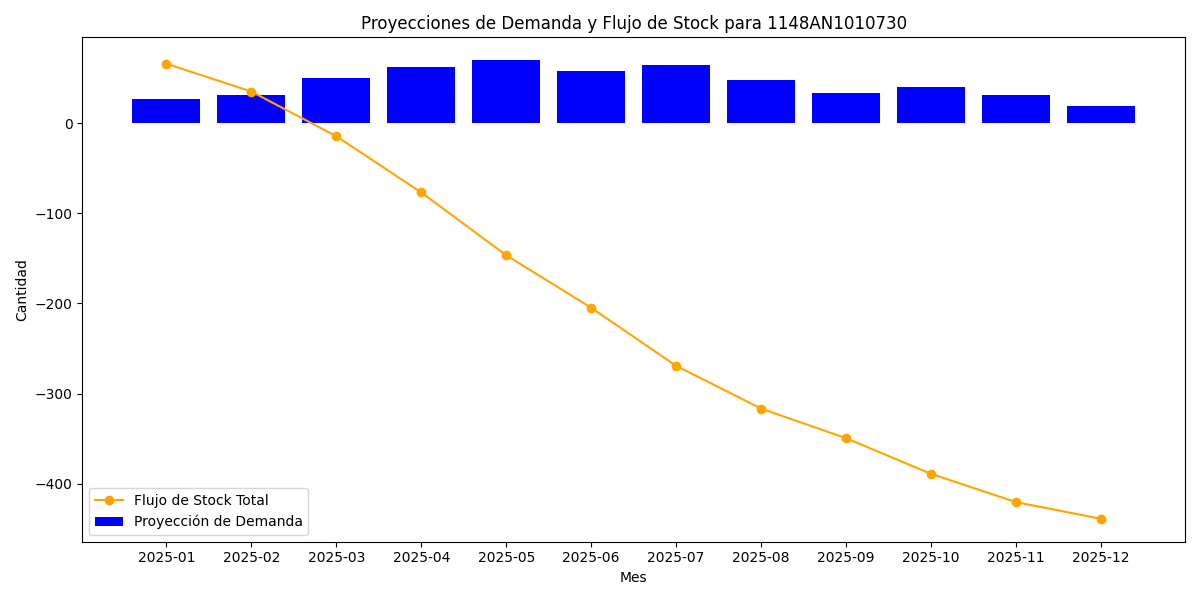 Proyecciones de Demanda y Flujo de Stock para 1148AN1010730
Cantidad
0
−100
−200
−300
−400
Flujo de Stock Total
Proyección de Demanda
2025-01 2025-02 2025-03 2025-04 2025-05 2025-06 2025-07 2025-08 2025-09 2025-10 2025-11 2025-12
Mes